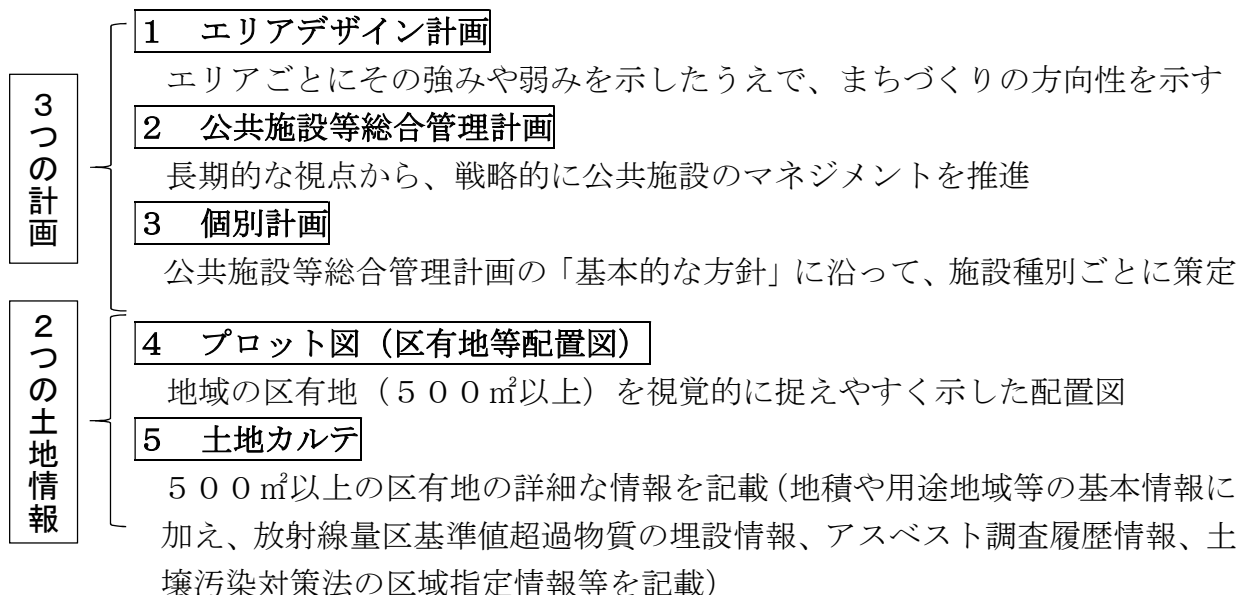 3つの計画
1　エリアデザイン計画
エリアごとにその強みや弱みを示したうえで、まちづくりの方向性を示す
2　公共施設等総合管理計画
長期的な視点から、戦略的に公共施設のマネジメントを推進
3　個別計画
公共施設等総合管理計画の「基本的な方針」に沿って、施設種別ごとに策定
2つの土地情報
4　プロット図（区有地等配置図）
地域の区有地（５００㎡以上）を視覚的に捉えやすく示した配置図
5　土地カルテ
５００㎡以上の区有地の詳細な情報を記載（地積や用途地域等の基本情報に
加え、放射線量区基準値超過物質の埋設情報、アスベスト調査履歴情報、土
壌汚染対策法の区域指定情報等を記載）